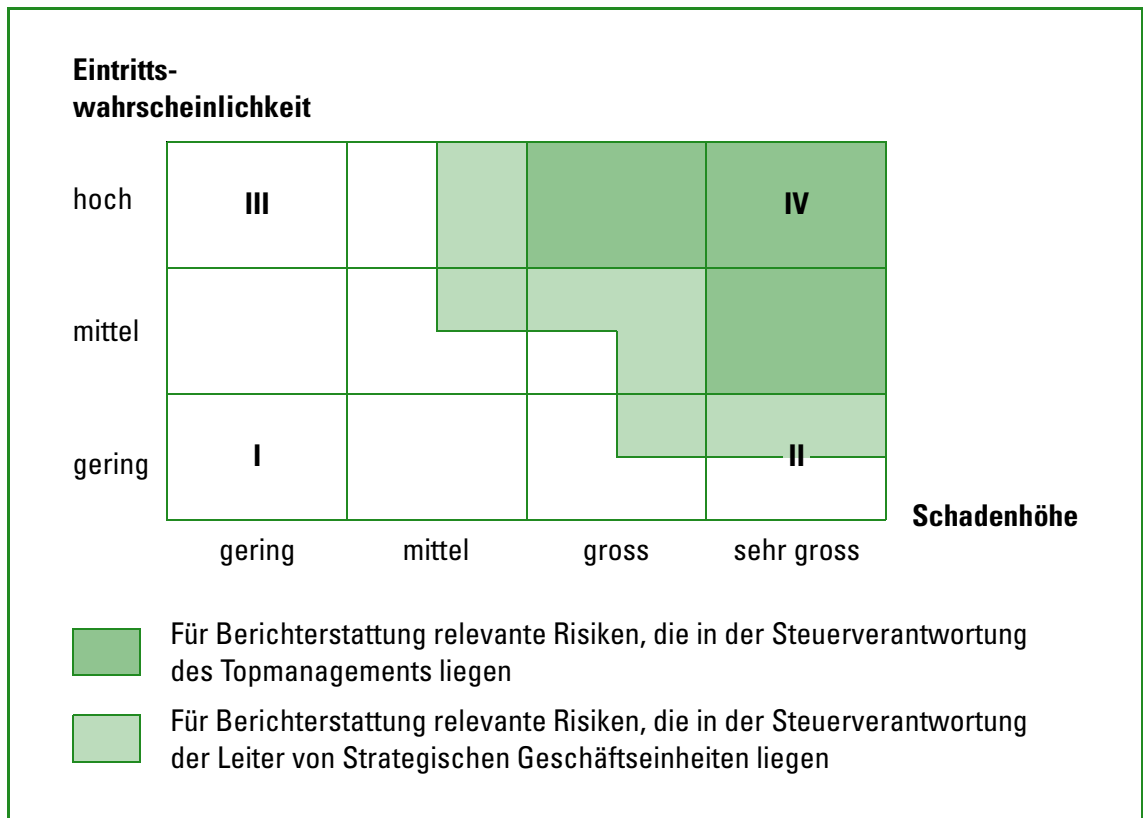 Eintritts-
wahrscheinlichkeit
hoch
III
IV
mittel
gering
I
II
Schadenhöhe
gering
mittel
gross
sehr gross
Für Berichterstattung relevante Risiken, die in der Steuerverantwortung
des Topmanagements liegen
Für Berichterstattung relevante Risiken, die in der Steuerverantwortung
der Leiter von Strategischen Geschäftseinheiten liegen